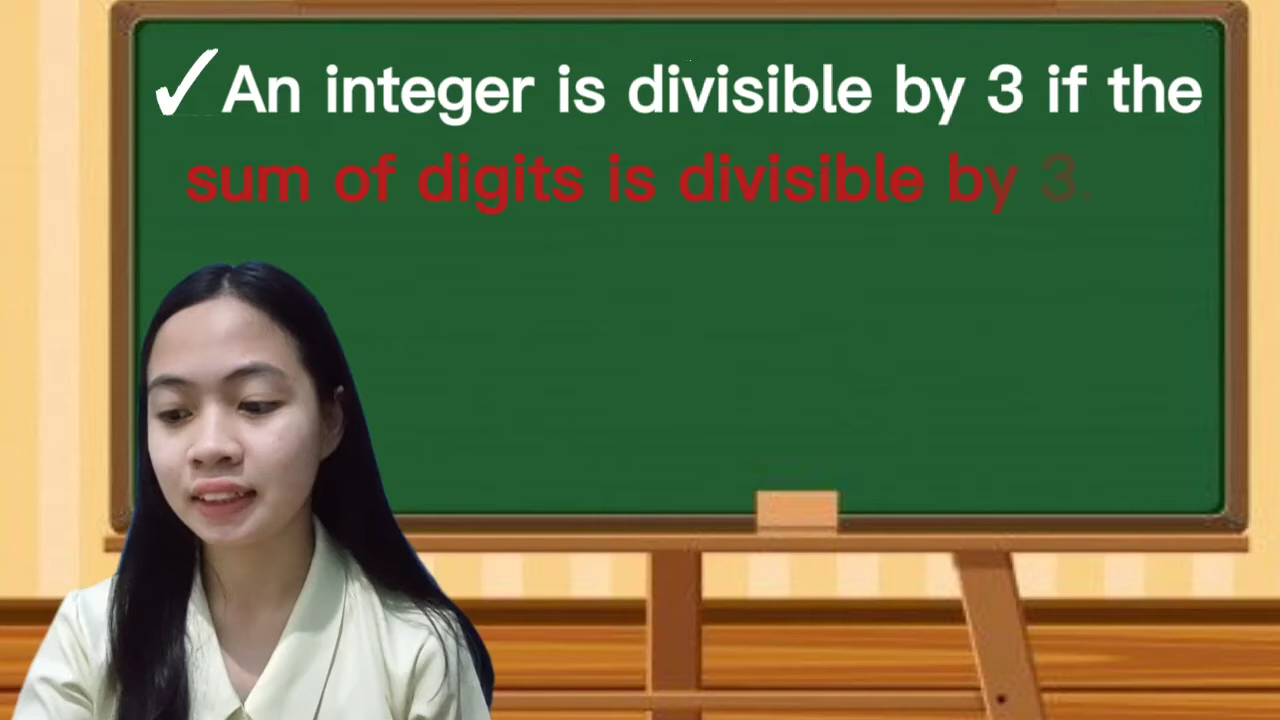 ✓An integer is divisible by 3 if the
sum of digits is divisible by 3.